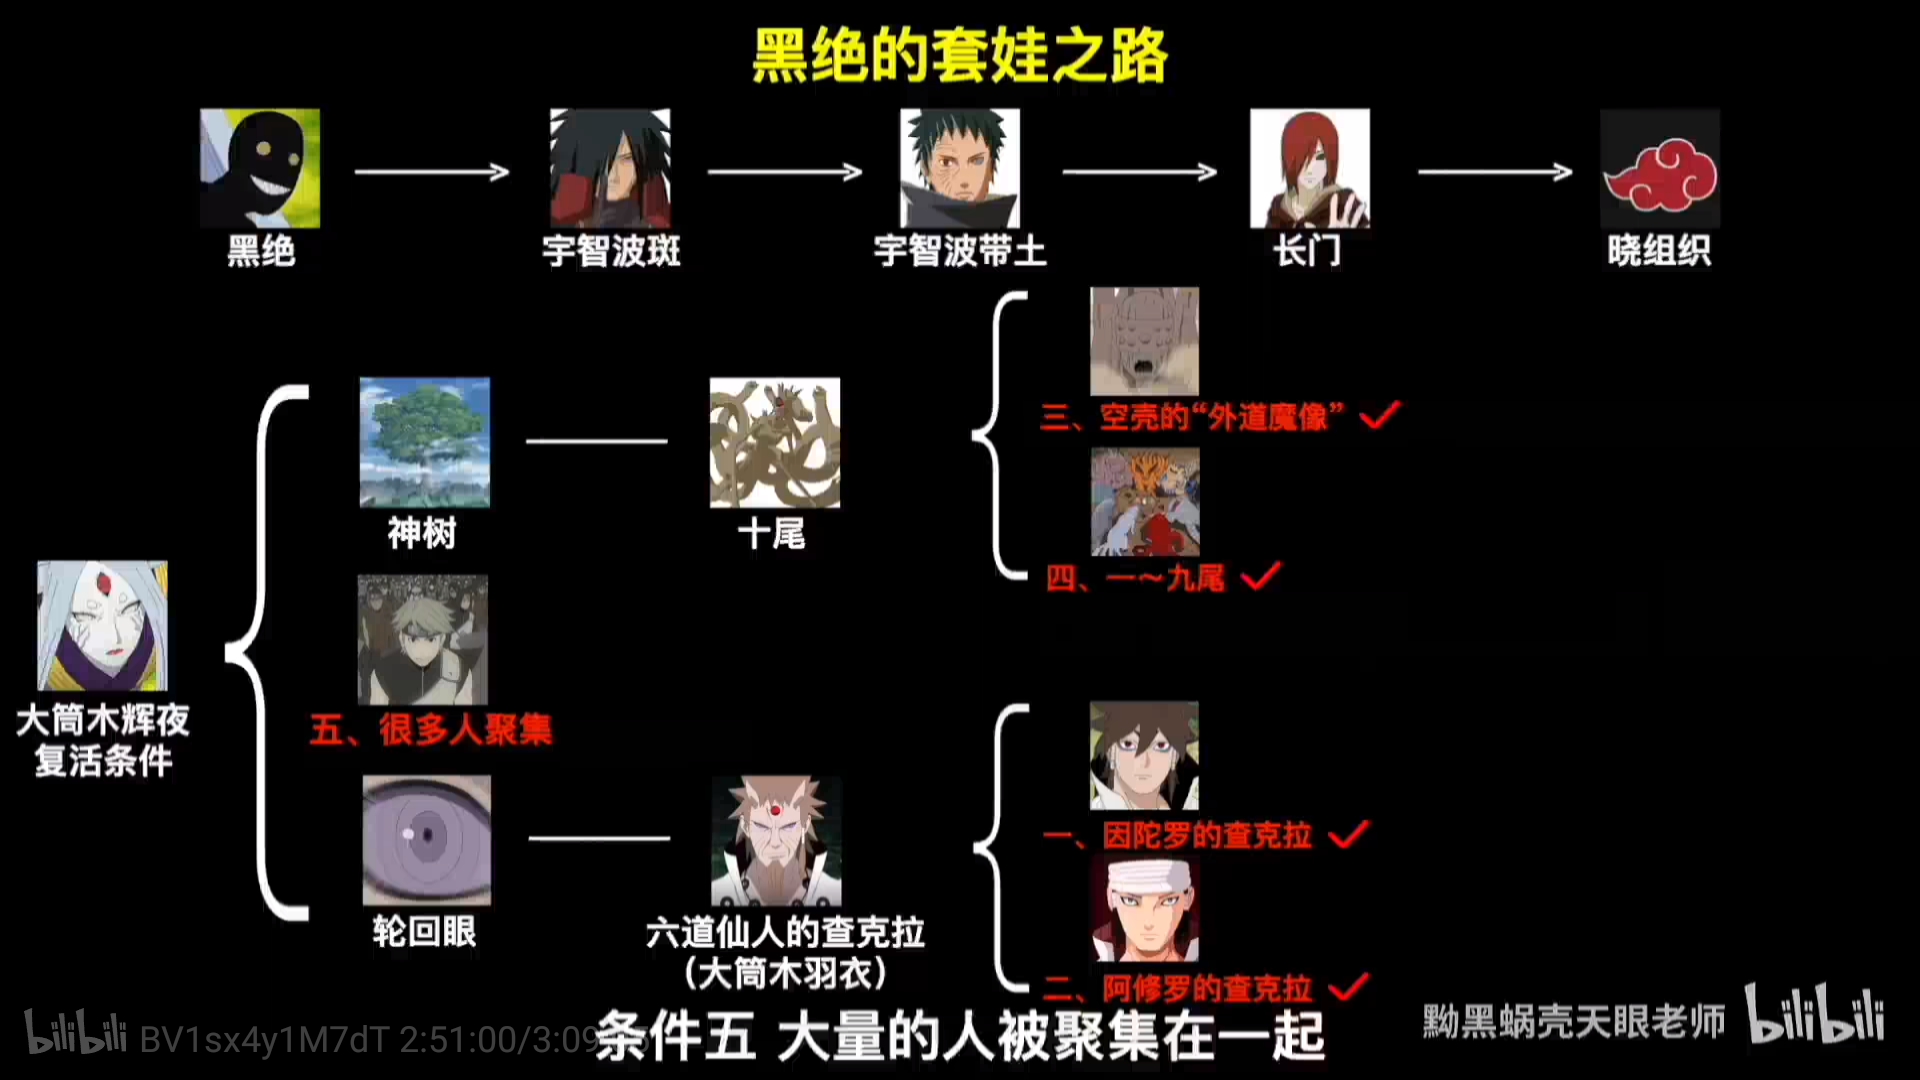 黑绝的套娃之路
黑绝
宇智波斑
宇智波带土
长门
晓组织
三、空壳的“外道魔像”
神树
十尾
四、一~九尾
大筒木辉夜
复活条件
五、很多人聚集
一、因陀罗的查克拉
轮回眼
六道仙人的查克拉
（大筒木羽衣）
二、阿修罗的查克拉
条件五 大量的人被聚集在一起
bilibili BV1sx4y1M7dT 2:51:00/3:09
黝黑蜗壳天眼老师 bilibili